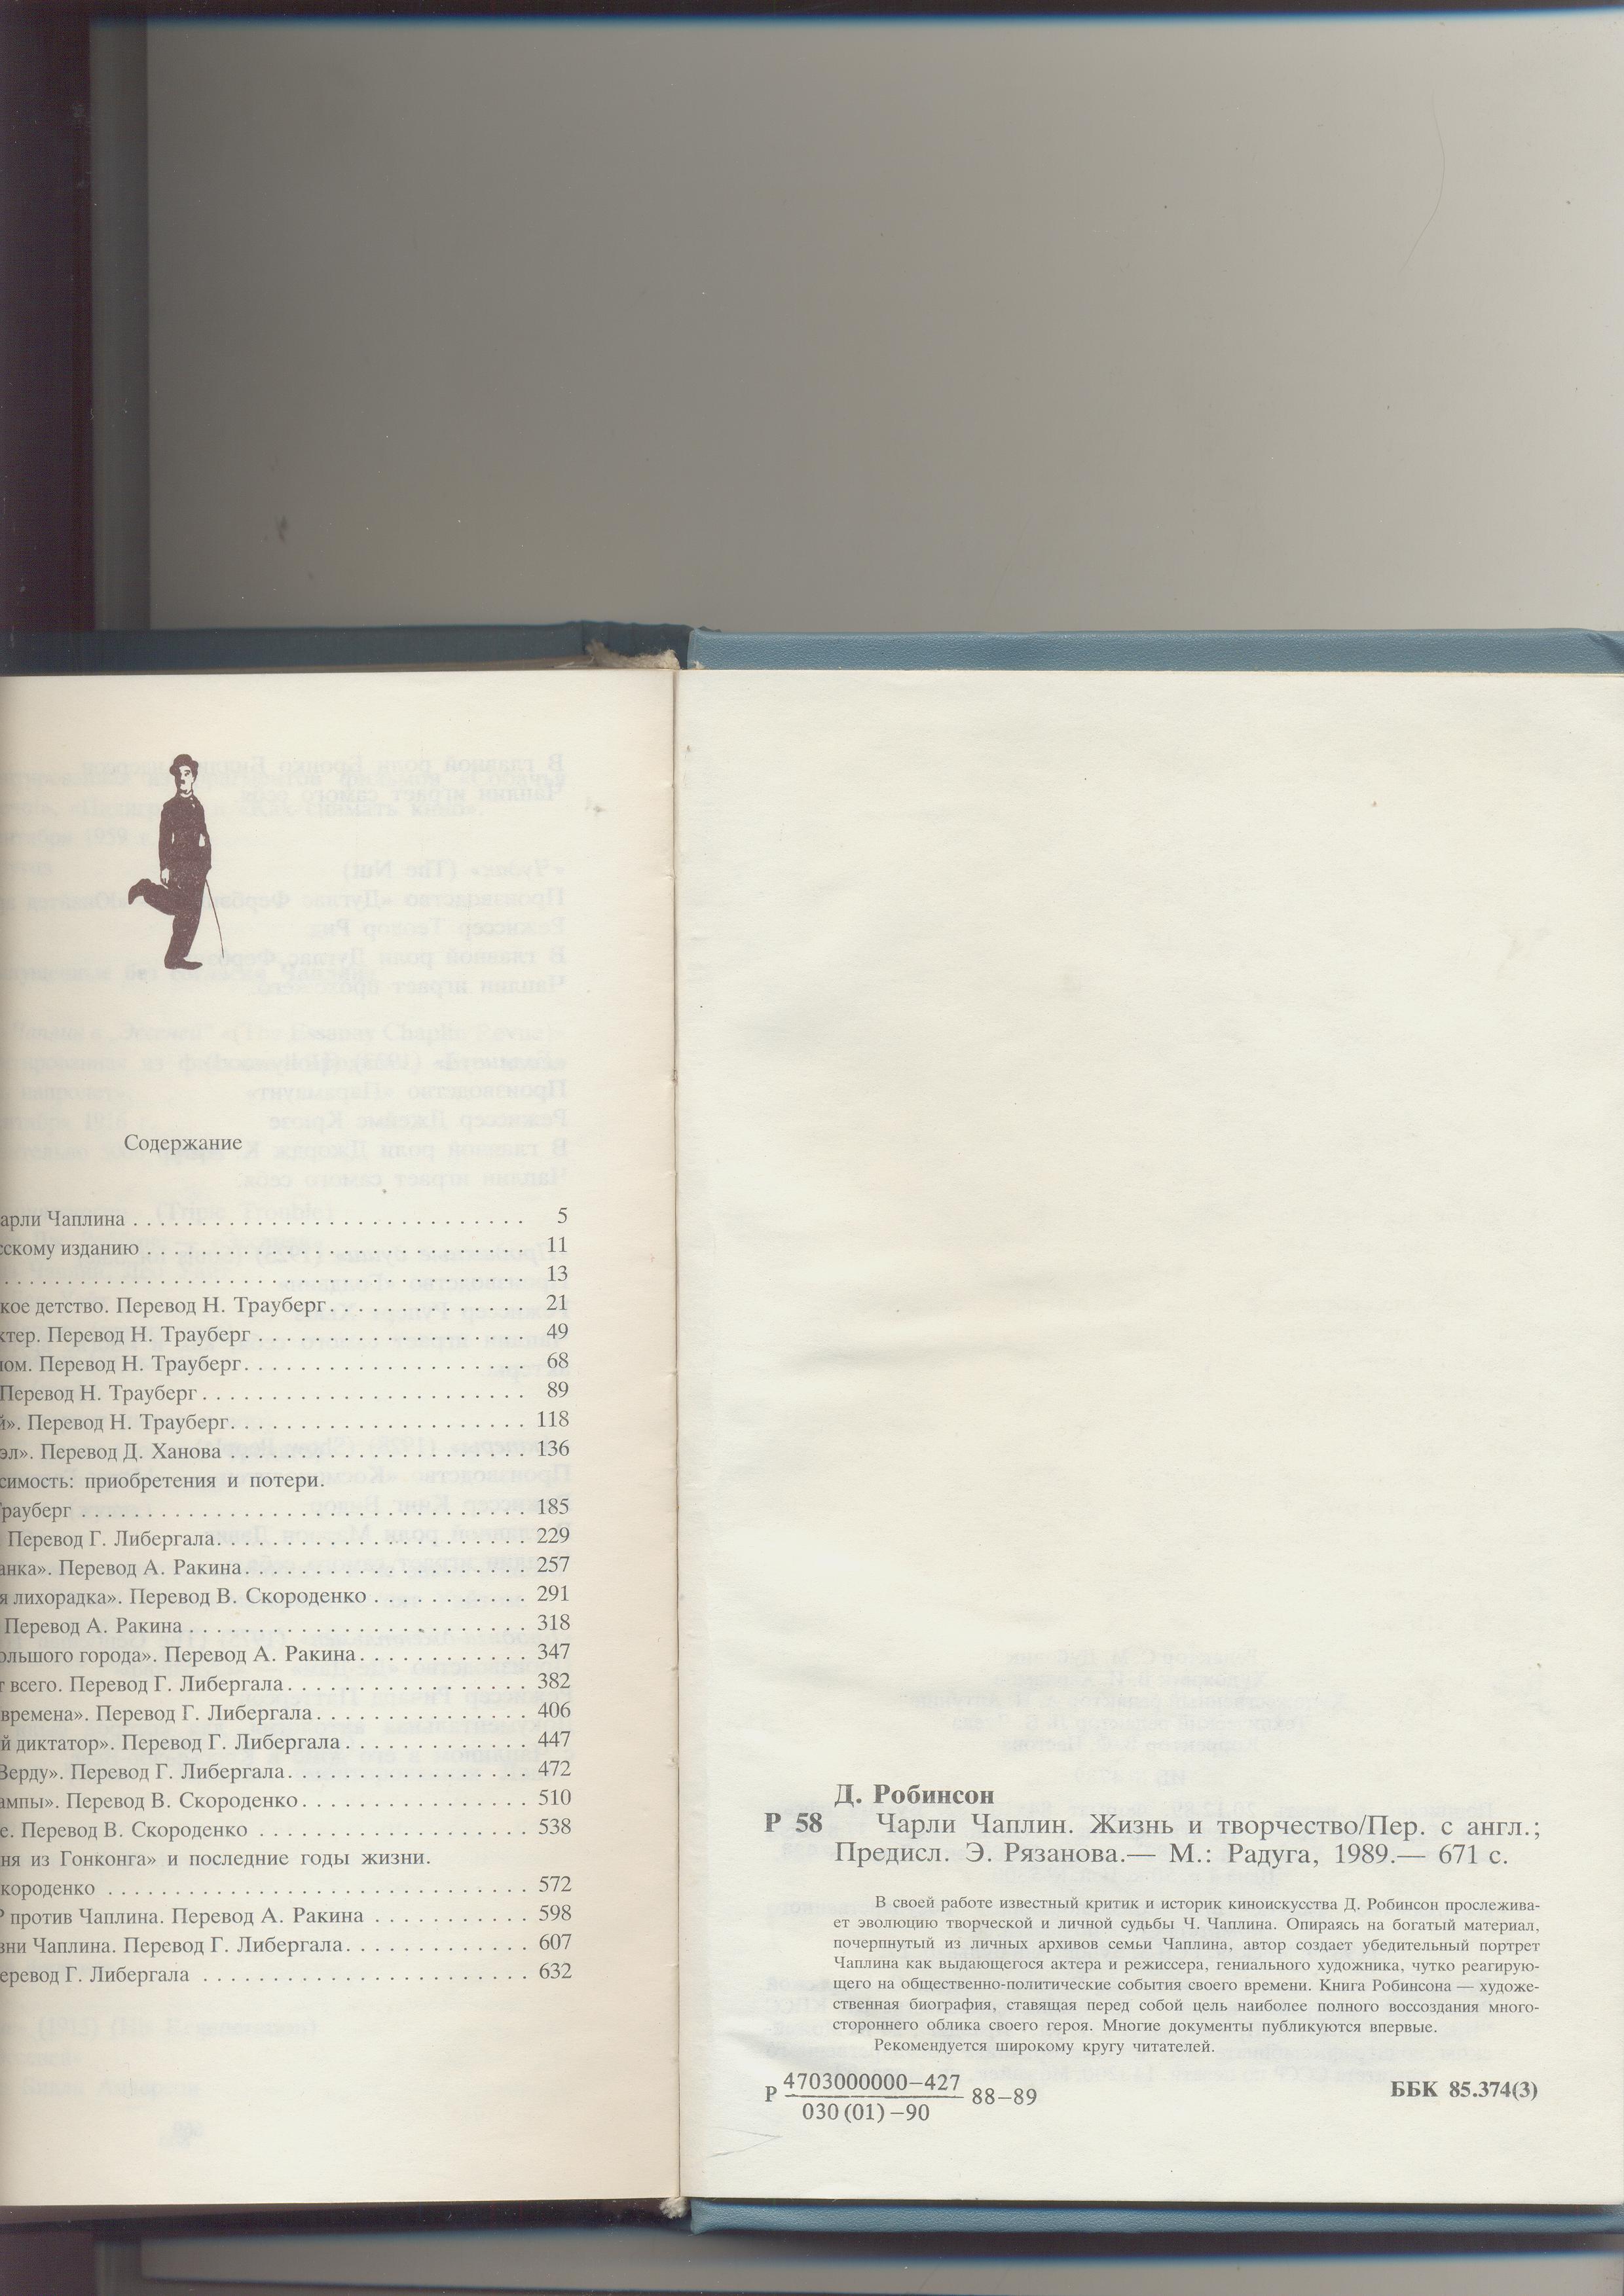 Содержание
арли Чаплина . . . . . . . . . . . . . . . . . . . . . . . . . . . . . 5
скому изданию . . . . . . . . . . . . . . . . . . . . . . . . . . . . 11
. . . . . . . . . . . . . . . . . . . . . . . . . . . . . . . . . . . . . . 13
кое детство. Перевод Н. Трауберг. . . . . . . . . . . . . . . 21
ктер. Перевод Н. Трауберг . . . . . . . . . . . . . . . . . . . . 49
ом. Перевод Н. Трауберг. . . . . . . . . . . . . . . . . . . . . 68
Перевод Н. Трауберг . . . . . . . . . . . . . . . . . . . . . . . . 89
й». Перевод Н. Трауберг. . . . . . . . . . . . . . . . . . . . . . 118
эл». Перевод Д. Ханова . . . . . . . . . . . . . . . . . . . . . . 136
симость: приобретения и потери.
рауберг . . . . . . . . . . . . . . . . . . . . . . . . . . . . . . . . . 185
Перевод Г. Либергала. . . . . . . . . . . . . . . . . . . . . . . 229
анка». Перевод А. Ракина. . . . . . . . . . . . . . . . . . . . . 257
я лихорадка». Перевод В. Скороденко . . . . . . . . . . . 291
Перевод А. Ракина . . . . . . . . . . . . . . . . . . . . . . . . . 318
ольшого города». Перевод А. Ракина. . . . . . . . . . . . . 347
т всего. Перевод Г. Либергала. . . . . . . . . . . . . . . . . . 382
времена». Перевод Г. Либергала. . . . . . . . . . . . . . . . 406
й диктатор». Перевод Г. Либергала . . . . . . . . . . . . . . 447
Верду». Перевод Г. Либергала. . . . . . . . . . . . . . . . . . 472
ампы». Перевод В. Скороденко. . . . . . . . . . . . . . . . . 510
е. Перевод В. Скороденко . . . . . . . . . . . . . . . . . . . . 538
ня из Гонконга» и последние годы жизни.
короденко . . . . . . . . . . . . . . . . . . . . . . . . . . . . . . . 572
Р против Чаплина. Перевод А. Ракина . . . . . . . . . . . 598
зни Чаплина. Перевод Г. Либергала. . . . . . . . . . . . . . 607
еревод Г. Либергала . . . . . . . . . . . . . . . . . . . . . . . . 632
Д. Робинсон
Р 58 Чарли Чаплин. Жизнь и творчество/Пер. с англ.;
Предисл. Э. Рязанова.— М.: Радуга, 1989.— 671 с.
В своей работе известный критик и историк киноискусства Д. Робинсон прослежива-
ет эволюцию творческой и личной судьбы Ч. Чаплина. Опираясь на богатый материал,
почерпнутый из личных архивов семьи Чаплина, автор создает убедительный портрет
Чаплина как выдающегося актера и режиссера, гениального художника, чутко реагирую-
щего на общественно-политические события своего времени. Книга Робинсона — художе-
ственная биография, ставящая перед собой цель наиболее полного воссоздания много-
стороннего облика своего героя. Многие документы публикуются впервые.
Рекомендуется широкому кругу читателей.
Р 4703000000—427 88—89
030 (01) —90
ББК 85.374(3)